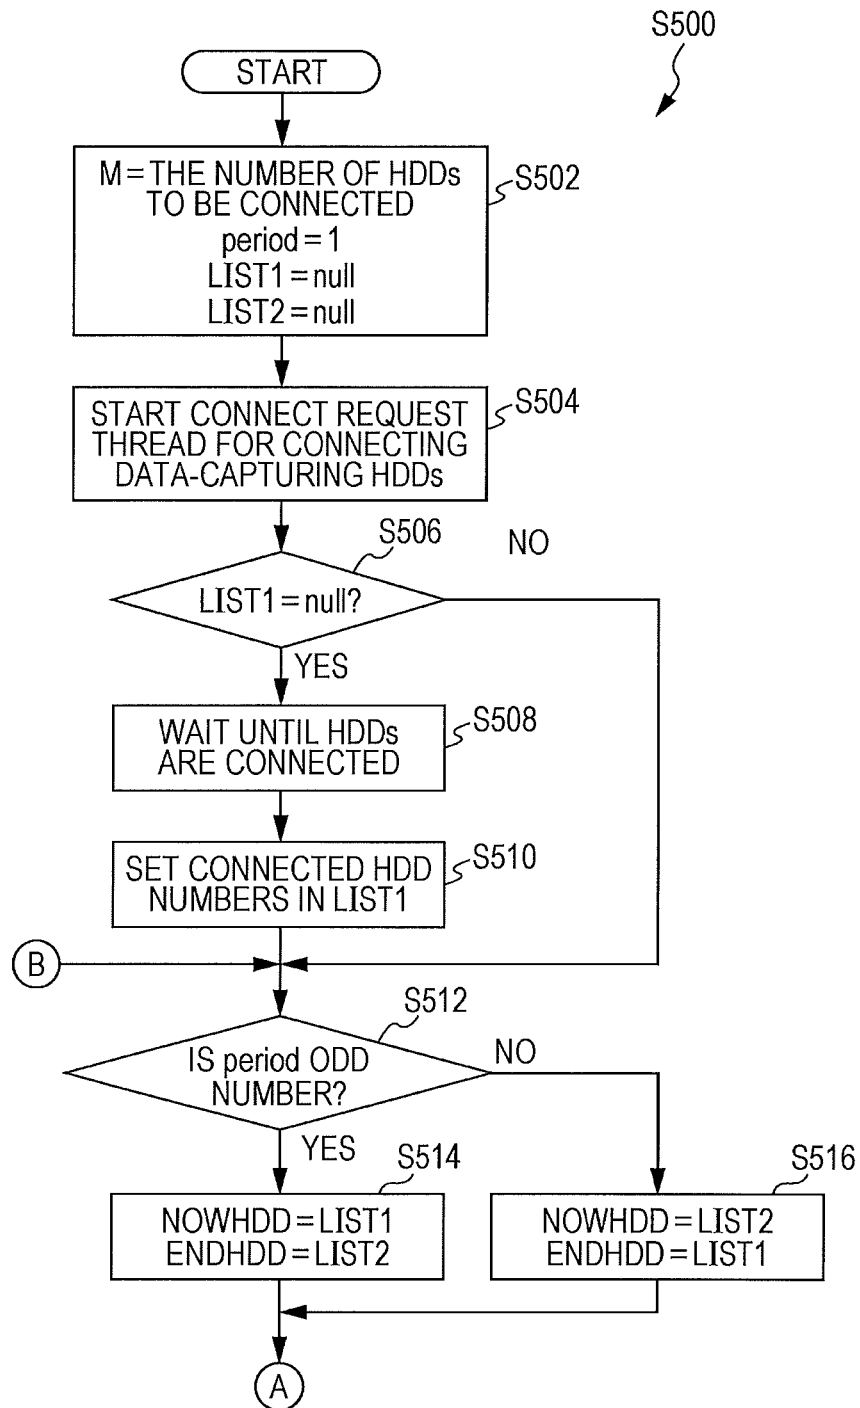 S500
START
M=THE NUMBER OF HDDs
TO BE CONNECTED
period=1
LIST1=null
LIST2=null
S502
START CONNECT REQUEST
THREAD FOR CONNECTING
DATA-CAPTURING HDDs
S504
S506
NO
LIST1=null?
YES
WAIT UNTIL HDDs
ARE CONNECTED
S508
SET CONNECTED HDD
NUMBERS IN LIST1
S510
B
S512
IS period ODD
NUMBER?
NO
YES
S514
S516
NOWHDD=LIST1
ENDHDD=LIST2
NOWHDD=LIST2
ENDHDD=LIST1
A